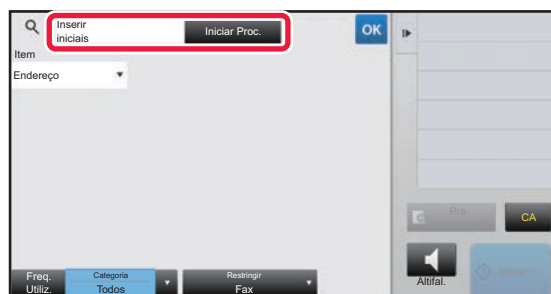 Inserir
iniciais
Iniciar Proc.
OK
Item
Endereço
CA
Altifal.
Freq.
Utiliz.
Categoria
Todos
Restringir
Fax